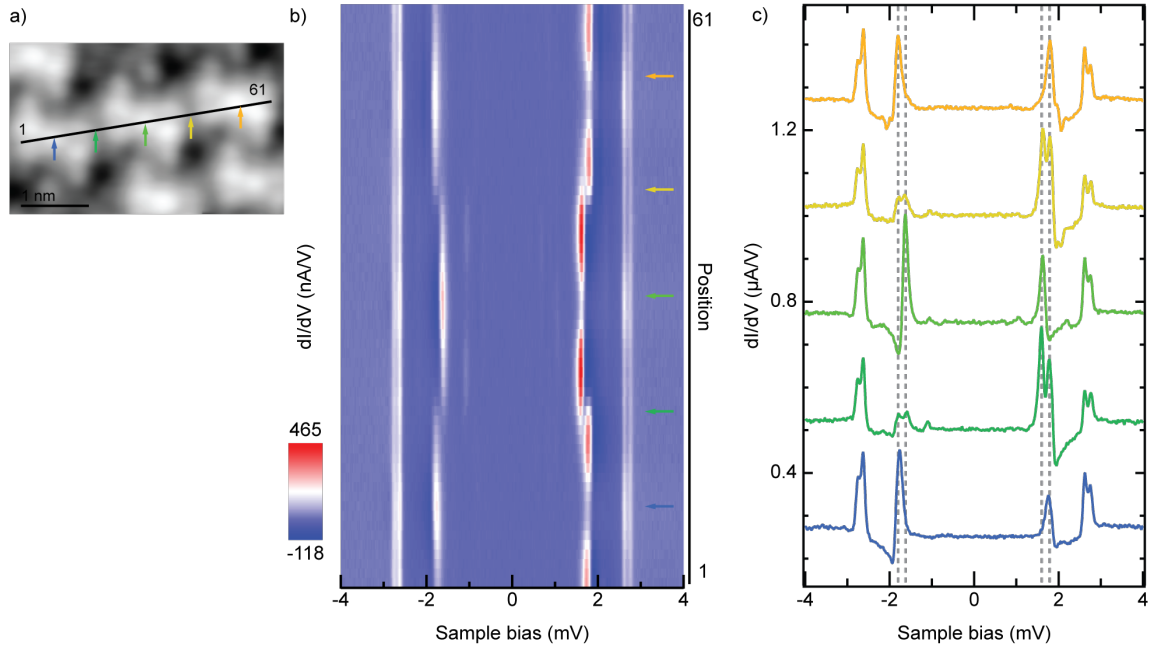 a)
61
1
1 nm
b)
61
Position
1
dI/dV (nA/V)
465
-118
-4
-2
0
2
4
Sample bias (mV)
c)
1.2
0.8
0.4
dI/dV (µA/V)
-4
-2
0
2
4
Sample bias (mV)